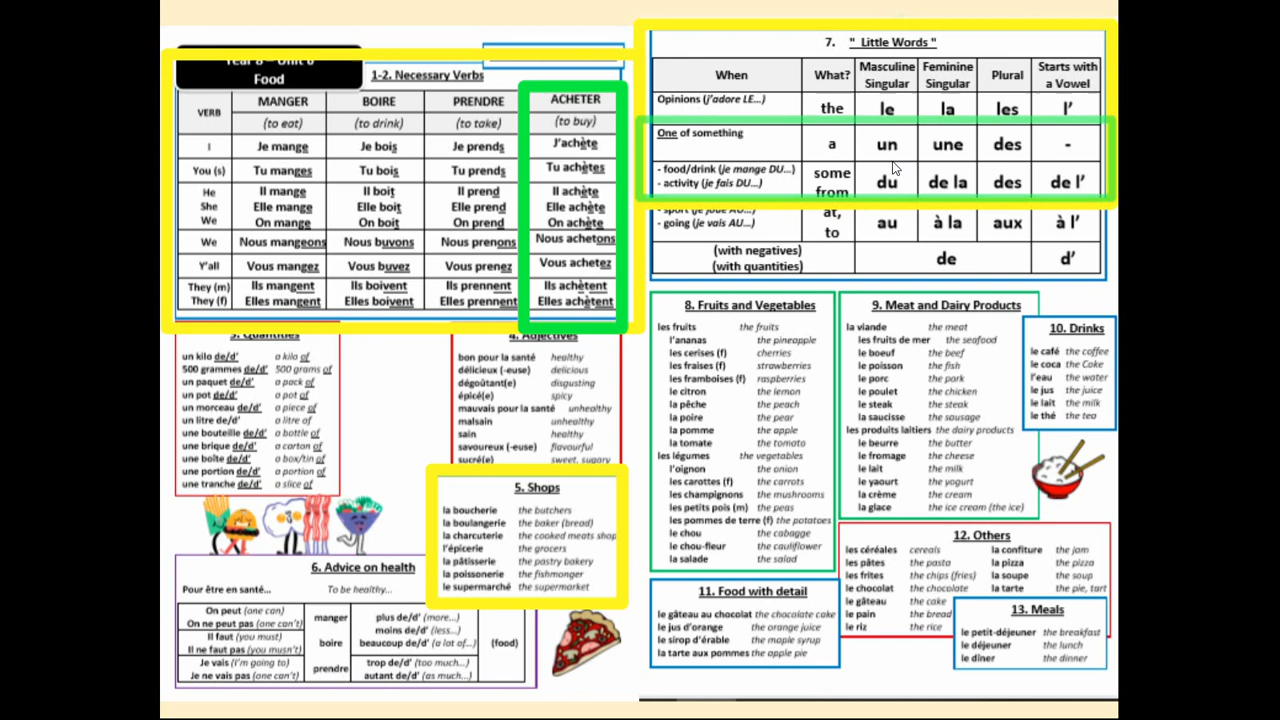 Year 8 – Unit 6
Food
1-2. Necessary Verbs
VERB MANGER BOIRE PRENDRE ACHETER
(to eat) (to drink) (to take) (to buy)
I Je mange Je bois Je prends J'achète
You (s) Tu manges Tu bois Tu prends Tu achètes
He Il mange Il boit Il prend Il achète
She Elle mange Elle boit Elle prend Elle achète
We On mange On boit On prend On achète
We Nous mangeons Nous buvons Nous prenons Nous achetons
Y'all Vous mangez Vous buvez Vous prenez Vous achetez
They (m) Ils mangent Ils boivent Ils prennent Ils achètent
They (f) Elles mangent Elles boivent Elles prennent Elles achètent
3. Quantities
un kilo de/d' a kilo of
500 grammes de/d' 500 grams of
un paquet de/d' a pack of
un pot de/d' a pot of
un morceau de/d' a piece of
un litre de/d' a litre of
une bouteille de/d' a bottle of
une brique de/d' a carton of
une boîte de/d' a box/tin of
une portion de/d' a portion of
une tranche de/d' a slice of
4. Adjectives
bon pour la santé healthy
délicieux (-euse) delicious
dégoûtant(e) disgusting
épicé(e) spicy
mauvais pour la santé unhealthy
malsain unhealthy
sain healthy
savoureux (-euse) flavourful
sucré(e) sweet, sugary
5. Shops
la boucherie the butchers
la boulangerie the baker (bread)
la charcuterie the cooked meats shop
l'épicerie the grocers
la pâtisserie the pastry bakery
la poissonerie the fishmonger
le supermarché the supermarket
6. Advice on health
Pour être en santé... To be healthy...
On peut (one can)
On ne peut pas (one can't)
Il faut (you must)
Il ne faut pas (you musn't)
Je vais (I'm going to)
Je ne vais pas (one can't)
manger
boire
prendre
plus de/d' (more...)
moins de/d' (less...)
beaucoup de/d' (a lot of...)
trop de/d' (too much...)
autant de/d' (as much...)
(food)
7. " Little Words "
When What? Masculine Singular Feminine Singular Plural Starts with a Vowel
Opinions (j'adore LE...) the le la les l'
One of something a un une des -
- food/drink (je mange DU...) some du de la des de l'
- activity (je fais DU...) from
- sport (je joue AU...) at, au à la aux à l'
- going (je vais AU...) to
(with negatives) de d'
(with quantities)
8. Fruits and Vegetables
les fruits the fruits
l'ananas the pineapple
les cerises (f) cherries
les fraises (f) strawberries
les framboises (f) raspberries
le citron the lemon
la pêche the peach
la poire the pear
la pomme the apple
la tomate the tomato
les légumes the vegetables
l'oignon the onion
les carottes (f) the carrots
les champignons the mushrooms
les petits pois (m) the peas
les pommes de terre (f) the potatoes
le chou the cabagge
le chou-fleur the cauliflower
la salade the salad
9. Meat and Dairy Products
la viande the meat
les fruits de mer the seafood
le boeuf the beef
le poisson the fish
le porc the pork
le poulet the chicken
le steak the steak
la saucisse the sausage
les produits laitiers the dairy products
le beurre the butter
le fromage the cheese
le lait the milk
le yaourt the yogurt
la crème the cream
la glace the ice cream (the ice)
10. Drinks
le café the coffee
le coca the Coke
l'eau the water
le jus the juice
le lait the milk
le thé the tea
11. Food with detail
le gâteau au chocolat the chocolate cake
le jus d'orange the orange juice
le sirop d'érable the maple syrup
la tarte aux pommes the apple pie
12. Others
les céréales cereals
les pâtes the pasta
les frites the chips (fries)
le chocolat the chocolate
le gâteau the cake
le pain the bread
le riz the rice
la confiture the jam
la pizza the pizza
la soupe the soup
la tarte the pie, tart
13. Meals
le petit-déjeuner the breakfast
le déjeuner the lunch
le dîner the dinner